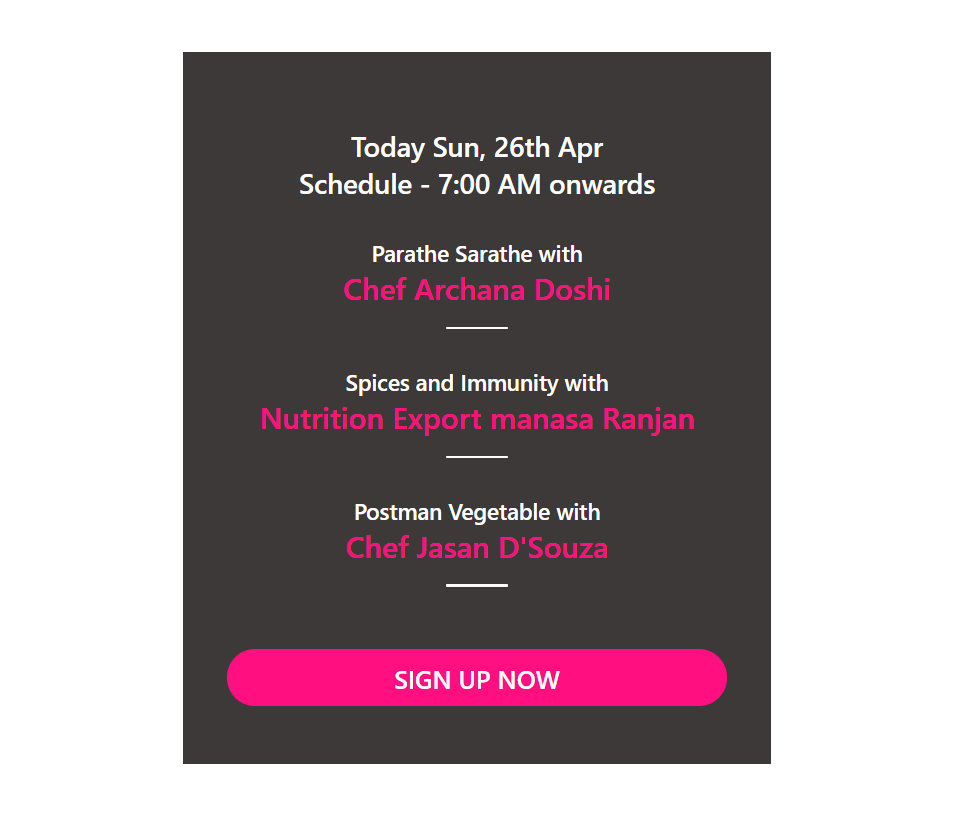 Today Sun, 26th Apr
Schedule - 7:00 AM onwards
Parathe Sarathe with
Chef Archana Doshi
Spices and Immunity with
Nutrition Export manasa Ranjan
Postman Vegetable with
Chef Jasan D'Souza
SIGN UP NOW